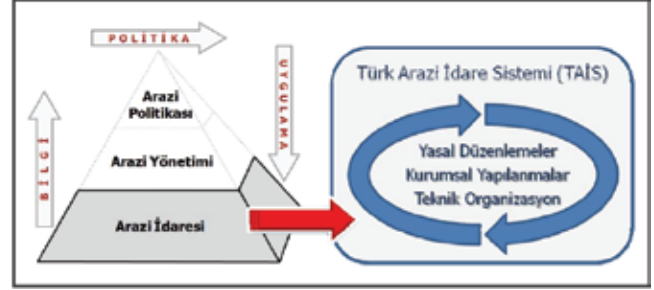 POLİTİKA
BİLGİ
UYGULAMA
Arazi
Politikası
Arazi Yönetimi
Arazi İdaresi
Türk Arazi İdare Sistemi (TAİS)
Yasal Düzenlemeler
Kurumsal Yapılanmalar
Teknik Organizasyon